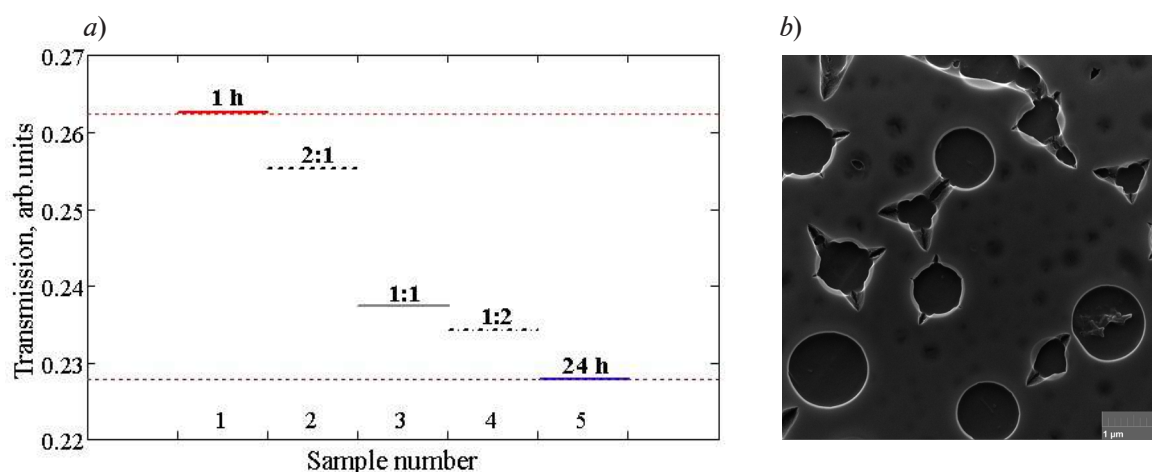 a)
b)
0.27
0.26
0.25
0.24
0.23
0.22
Transmission, arb.units
1 h
2:1
1:1
1:2
24 h
1 2 3 4 5
Sample number
1 µm